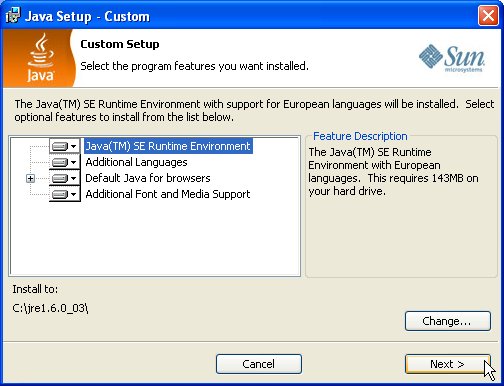 Java Setup - Custom
Java
Custom Setup
Select the program features you want installed.
Sun
microsystems
The Java(TM) SE Runtime Environment with support for European languages will be installed. Select
optional features to install from the list below.
Java(TM) SE Runtime Environment
Additional Languages
Default Java for browsers
Additional Font and Media Support
Feature Description
The Java(TM) SE Runtime
Environment with European
languages. This requires 143MB on
your hard drive.
Install to:
C:\jre1.6.0_03\
Change...
Cancel
Next >